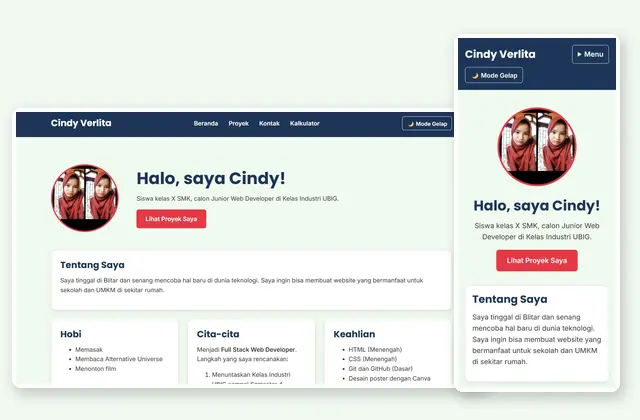 Cindy Verlita
Beranda Proyek Kontak Kalkulator
🌙 Mode Gelap
Halo, saya Cindy!
Siswa kelas X SMK, calon Junior Web Developer di Kelas Industri UBIG.
Lihat Proyek Saya
Tentang Saya
Saya tinggal di Blitar dan senang mencoba hal baru di dunia teknologi. Saya ingin bisa membuat website yang bermanfaat untuk
sekolah dan UMKM di sekitar rumah.
Hobi
• Memasak
• Membaca Alternative Universe
• Menonton film
Cita-cita
Menjadi Full Stack Web Developer.
Langkah yang saya rencanakan:
1. Menuntaskan Kelas Industri
UBIG sampai Semester 4
Keahlian
• HTML (Menengah)
• CSS (Menengah)
• Git dan GitHub (Dasar)
• Desain poster dengan Canva
Cindy Verlita
▶ Menu
🌙 Mode Gelap
Halo, saya Cindy!
Siswa kelas X SMK, calon Junior Web
Developer di Kelas Industri UBIG.
Lihat Proyek Saya
Tentang Saya
Saya tinggal di Blitar dan senang
mencoba hal baru di dunia teknologi.
Saya ingin bisa membuat website yang
bermanfaat untuk sekolah dan UMKM
di sekitar rumah.